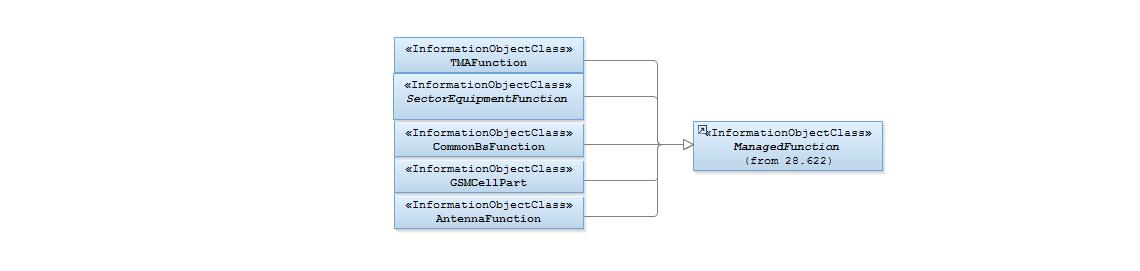 «InformationObjectClass»
TMAFunction
«InformationObjectClass»
SectorEquipmentFunction
«InformationObjectClass»
CommonBsFunction
«InformationObjectClass»
GSMCellPart
«InformationObjectClass»
AntennaFunction
«InformationObjectClass»
ManagedFunction
(from 28.622)